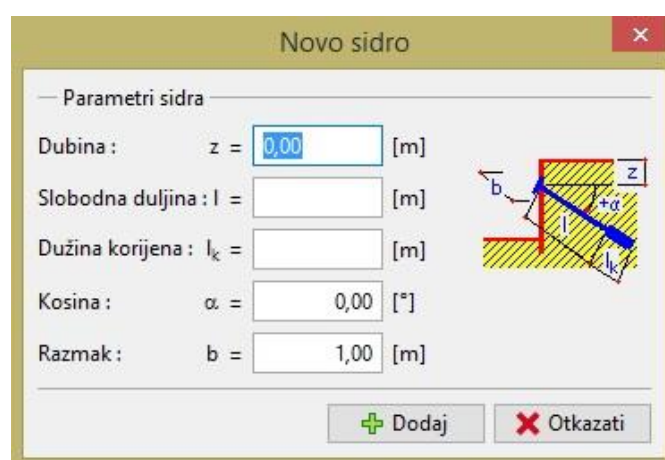 Novo sidro
Parametri sidra
Dubina : z = 0,00 [m]
Slobodna duljina : l = [m]
Dužina korijena : lk = [m]
Kosina : α = 0,00 [°]
Razmak : b = 1,00 [m]
z
b
+α
l
lk
Dodaj Otkazati